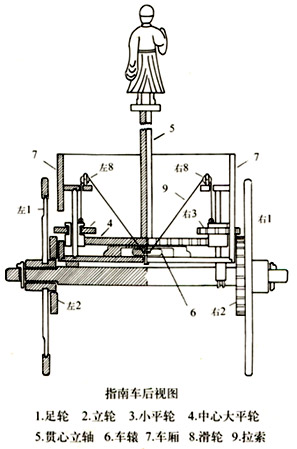 5
7
左8
右8
7
9
左1
4
右3
右1
左2
右2
6
指南车后视图
1.足轮 2.立轮 3.小平轮 4.中心大平轮
5.贯心立轴 6.车辕 7.车厢 8.滑轮 9.拉索